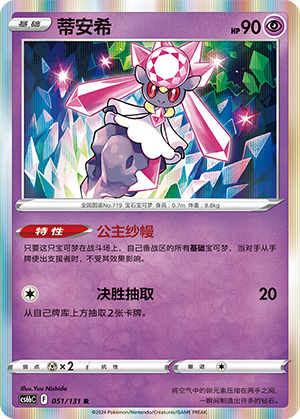 基础 蒂安希 HP 90
全国图鉴No.719 宝石宝可梦 身高：0.7m 体重：8.8kg
特性 公主纱幔
只要这只宝可梦在战斗场上，自己备战区的所有基础宝可梦，当对手从手
牌使出支援者时，不受其效果影响。
决胜抽取 20
从自己牌库上方抽取2张卡牌。
弱点 ×2 抵抗力 撤退
Illus.Yuu Nishida
CS6bC F 051/131 R
将空气中的碳元素压缩在两手之间，
一瞬间制造出许多的钻石。
©2024 Pokémon/Nintendo/Creatures/GAME FREAK.